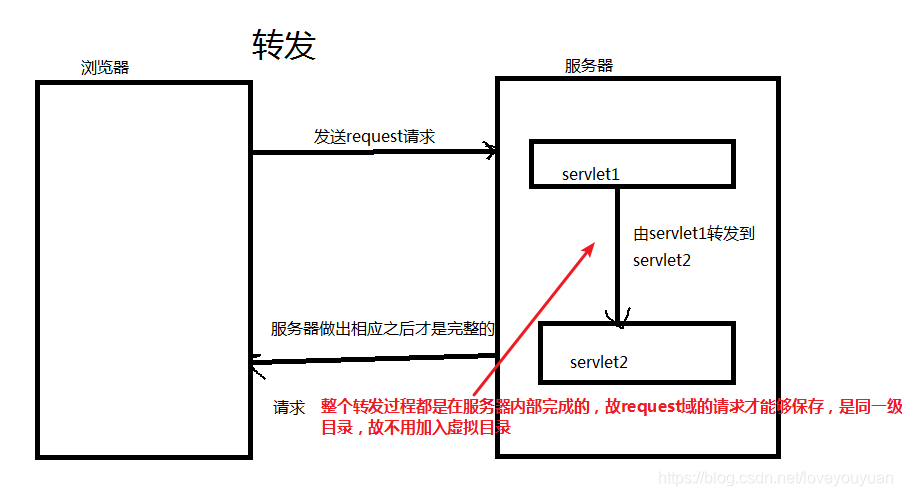 转发
浏览器
服务器
发送request请求
servlet1
由servlet1转发到
servlet2
服务器做出相应之后才是完整的
servlet2
请求
整个转发过程都是在服务器内部完成的，故request域的请求才能够保存，是同一级
目录，故不用加入虚拟目录
https://blog.csdn.net/loveyouyuan